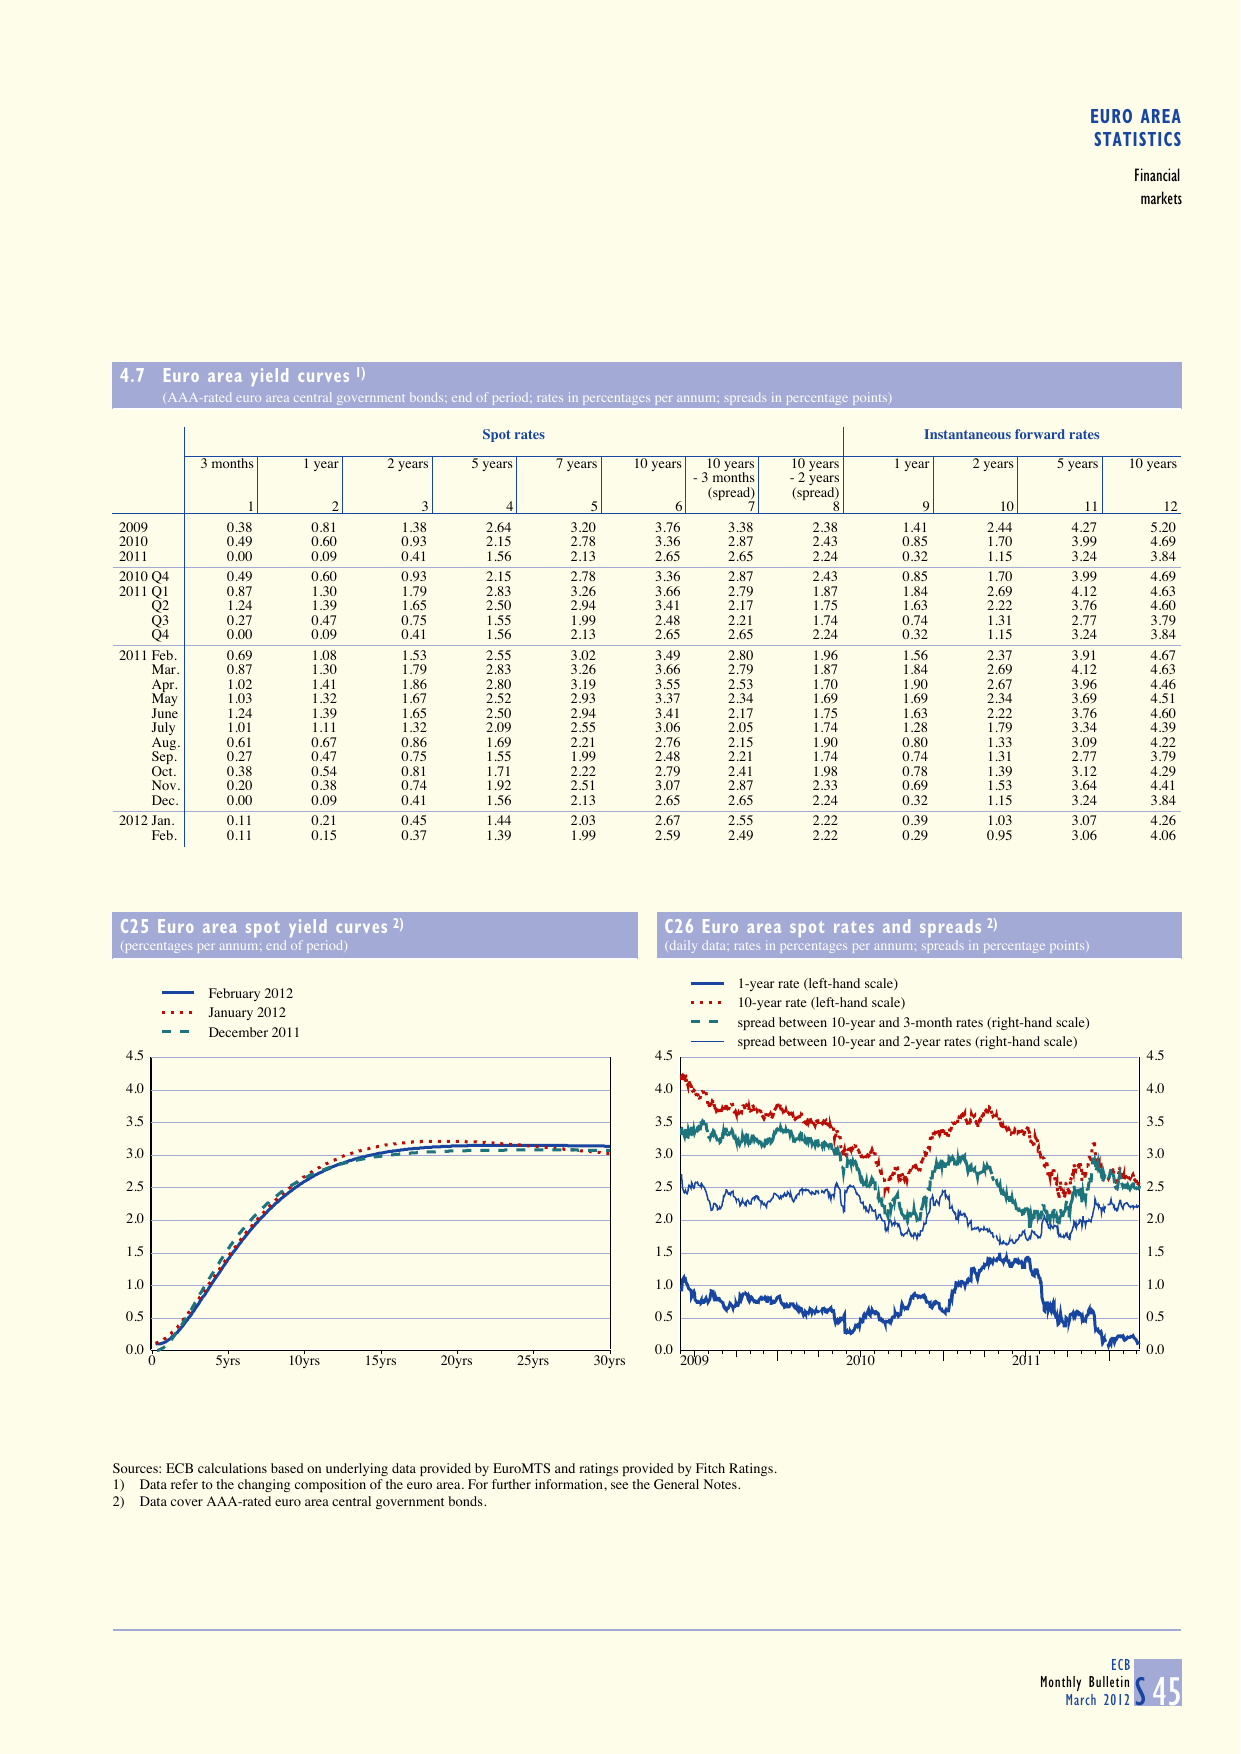 EURO AREA
STATISTICS
Financial
markets
4.7 Euro area yield curves 1)
(AAA-rated euro area central government bonds; end of period; rates in percentages per annum; spreads in percentage points)
Spot rates Instantaneous forward rates
3 months 1 year 2 years 5 years 7 years 10 years 10 years 10 years 1 year 2 years 5 years 10 years
- 3 months - 2 years
(spread) (spread)
1 2 3 4 5 6 7 8 9 10 11 12
2009 0.38 0.81 1.38 2.64 3.20 3.76 3.38 2.38 1.41 2.44 4.27 5.20
2010 0.49 0.60 0.93 2.15 2.78 3.36 2.87 2.43 0.85 1.70 3.99 4.69
2011 0.00 0.09 0.41 1.56 2.13 2.65 2.65 2.24 0.32 1.15 3.24 3.84
2010 Q4 0.49 0.60 0.93 2.15 2.78 3.36 2.87 2.43 0.85 1.70 3.99 4.69
2011 Q1 0.87 1.30 1.79 2.83 3.26 3.66 2.79 1.87 1.84 2.69 4.12 4.63
Q2 1.24 1.39 1.65 2.50 2.94 3.41 2.17 1.75 1.63 2.22 3.76 4.60
Q3 0.27 0.47 0.75 1.55 1.99 2.48 2.21 1.74 0.74 1.31 2.77 3.79
Q4 0.00 0.09 0.41 1.56 2.13 2.65 2.65 2.24 0.32 1.15 3.24 3.84
2011 Feb. 0.69 1.08 1.53 2.55 3.02 3.49 2.80 1.96 1.56 2.37 3.91 4.67
Mar. 0.87 1.30 1.79 2.83 3.26 3.66 2.79 1.87 1.84 2.69 4.12 4.63
Apr. 1.02 1.41 1.86 2.80 3.19 3.55 2.53 1.70 1.90 2.67 3.96 4.46
May 1.03 1.32 1.67 2.52 2.93 3.37 2.34 1.69 1.69 2.34 3.69 4.51
June 1.24 1.39 1.65 2.50 2.94 3.41 2.17 1.75 1.63 2.22 3.76 4.60
July 1.01 1.11 1.32 2.09 2.55 3.06 2.05 1.74 1.28 1.79 3.34 4.39
Aug. 0.61 0.67 0.86 1.69 2.21 2.76 2.15 1.90 0.80 1.33 3.09 4.22
Sep. 0.27 0.47 0.75 1.55 1.99 2.48 2.21 1.74 0.74 1.31 2.77 3.79
Oct. 0.38 0.54 0.81 1.71 2.22 2.79 2.41 1.98 0.78 1.39 3.12 4.29
Nov. 0.20 0.38 0.74 1.92 2.51 3.07 2.87 2.33 0.69 1.53 3.64 4.41
Dec. 0.00 0.09 0.41 1.56 2.13 2.65 2.65 2.24 0.32 1.15 3.24 3.84
2012 Jan. 0.11 0.21 0.45 1.44 2.03 2.67 2.55 2.22 0.39 1.03 3.07 4.26
Feb. 0.11 0.15 0.37 1.39 1.99 2.59 2.49 2.22 0.29 0.95 3.06 4.06
C25 Euro area spot yield curves 2)
(percentages per annum; end of period)
February 2012
January 2012
December 2011
4.5
4.0
3.5
3.0
2.5
2.0
1.5
1.0
0.5
0.0
0 5yrs 10yrs 15yrs 20yrs 25yrs 30yrs
C26 Euro area spot rates and spreads 2)
(daily data; rates in percentages per annum; spreads in percentage points)
1-year rate (left-hand scale)
10-year rate (left-hand scale)
spread between 10-year and 3-month rates (right-hand scale)
spread between 10-year and 2-year rates (right-hand scale)
4.5 4.5
4.0 4.0
3.5 3.5
3.0 3.0
2.5 2.5
2.0 2.0
1.5 1.5
1.0 1.0
0.5 0.5
0.0 0.0
2009 2010 2011
Sources: ECB calculations based on underlying data provided by EuroMTS and ratings provided by Fitch Ratings.
1) Data refer to the changing composition of the euro area. For further information, see the General Notes.
2) Data cover AAA-rated euro area central government bonds.
ECB
Monthly Bulletin
March 2012
S 45